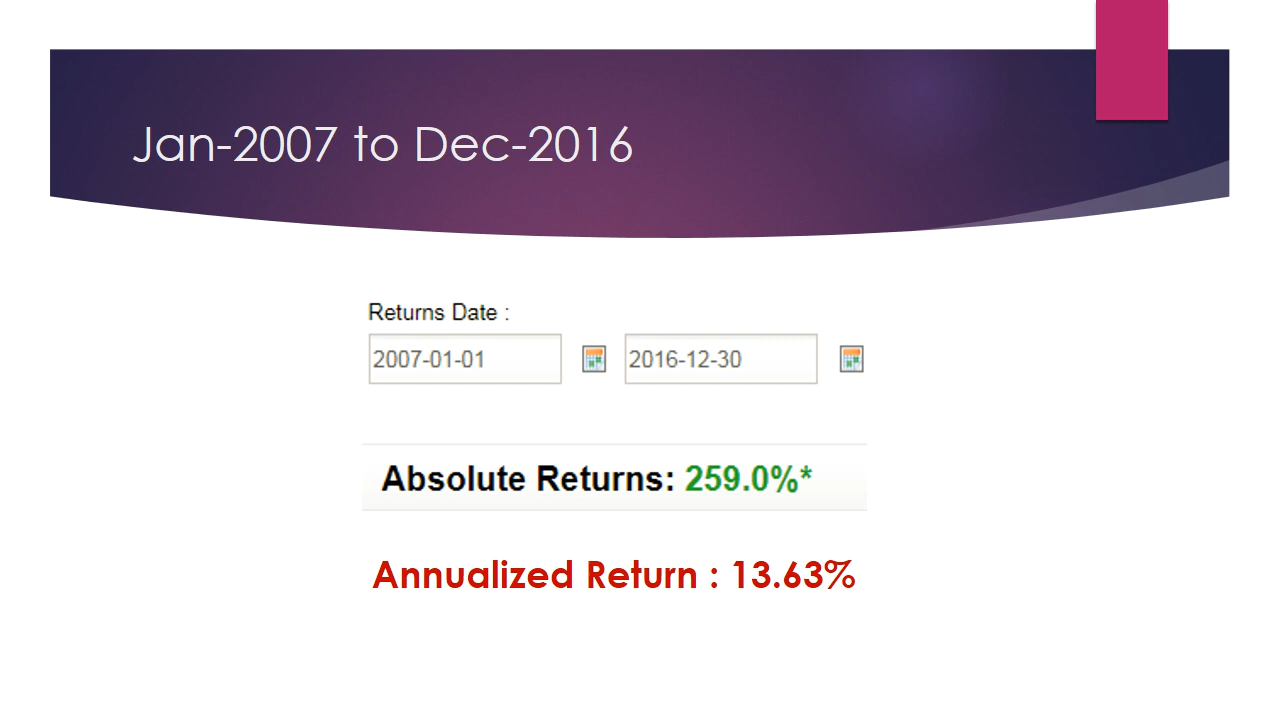 Jan-2007 to Dec-2016
Returns Date :
2007-01-01 2016-12-30
Absolute Returns: 259.0%*
Annualized Return : 13.63%